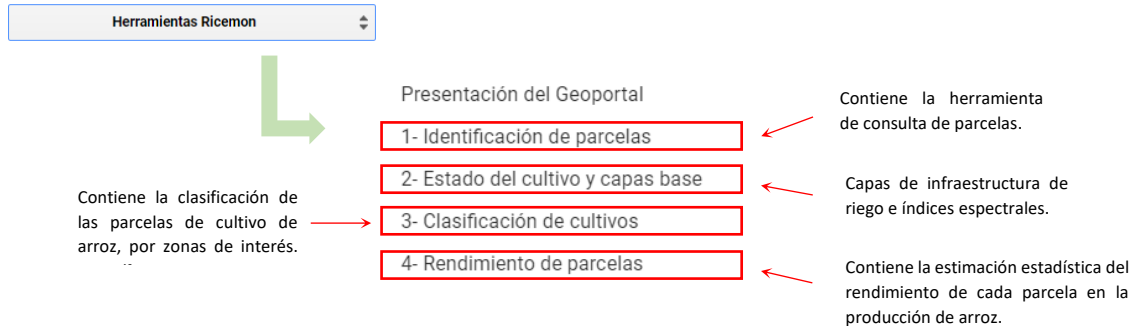 Herramientas Ricemon
Presentación del Geoportal
1- Identificación de parcelas
2- Estado del cultivo y capas base
3- Clasificación de cultivos
4- Rendimiento de parcelas
Contiene la herramienta
de consulta de parcelas.
Capas de infraestructura de
riego e índices espectrales.
Contiene la clasificación de
las parcelas de cultivo de
arroz, por zonas de interés.
Contiene la estimación estadística del
rendimiento de cada parcela en la
producción de arroz.